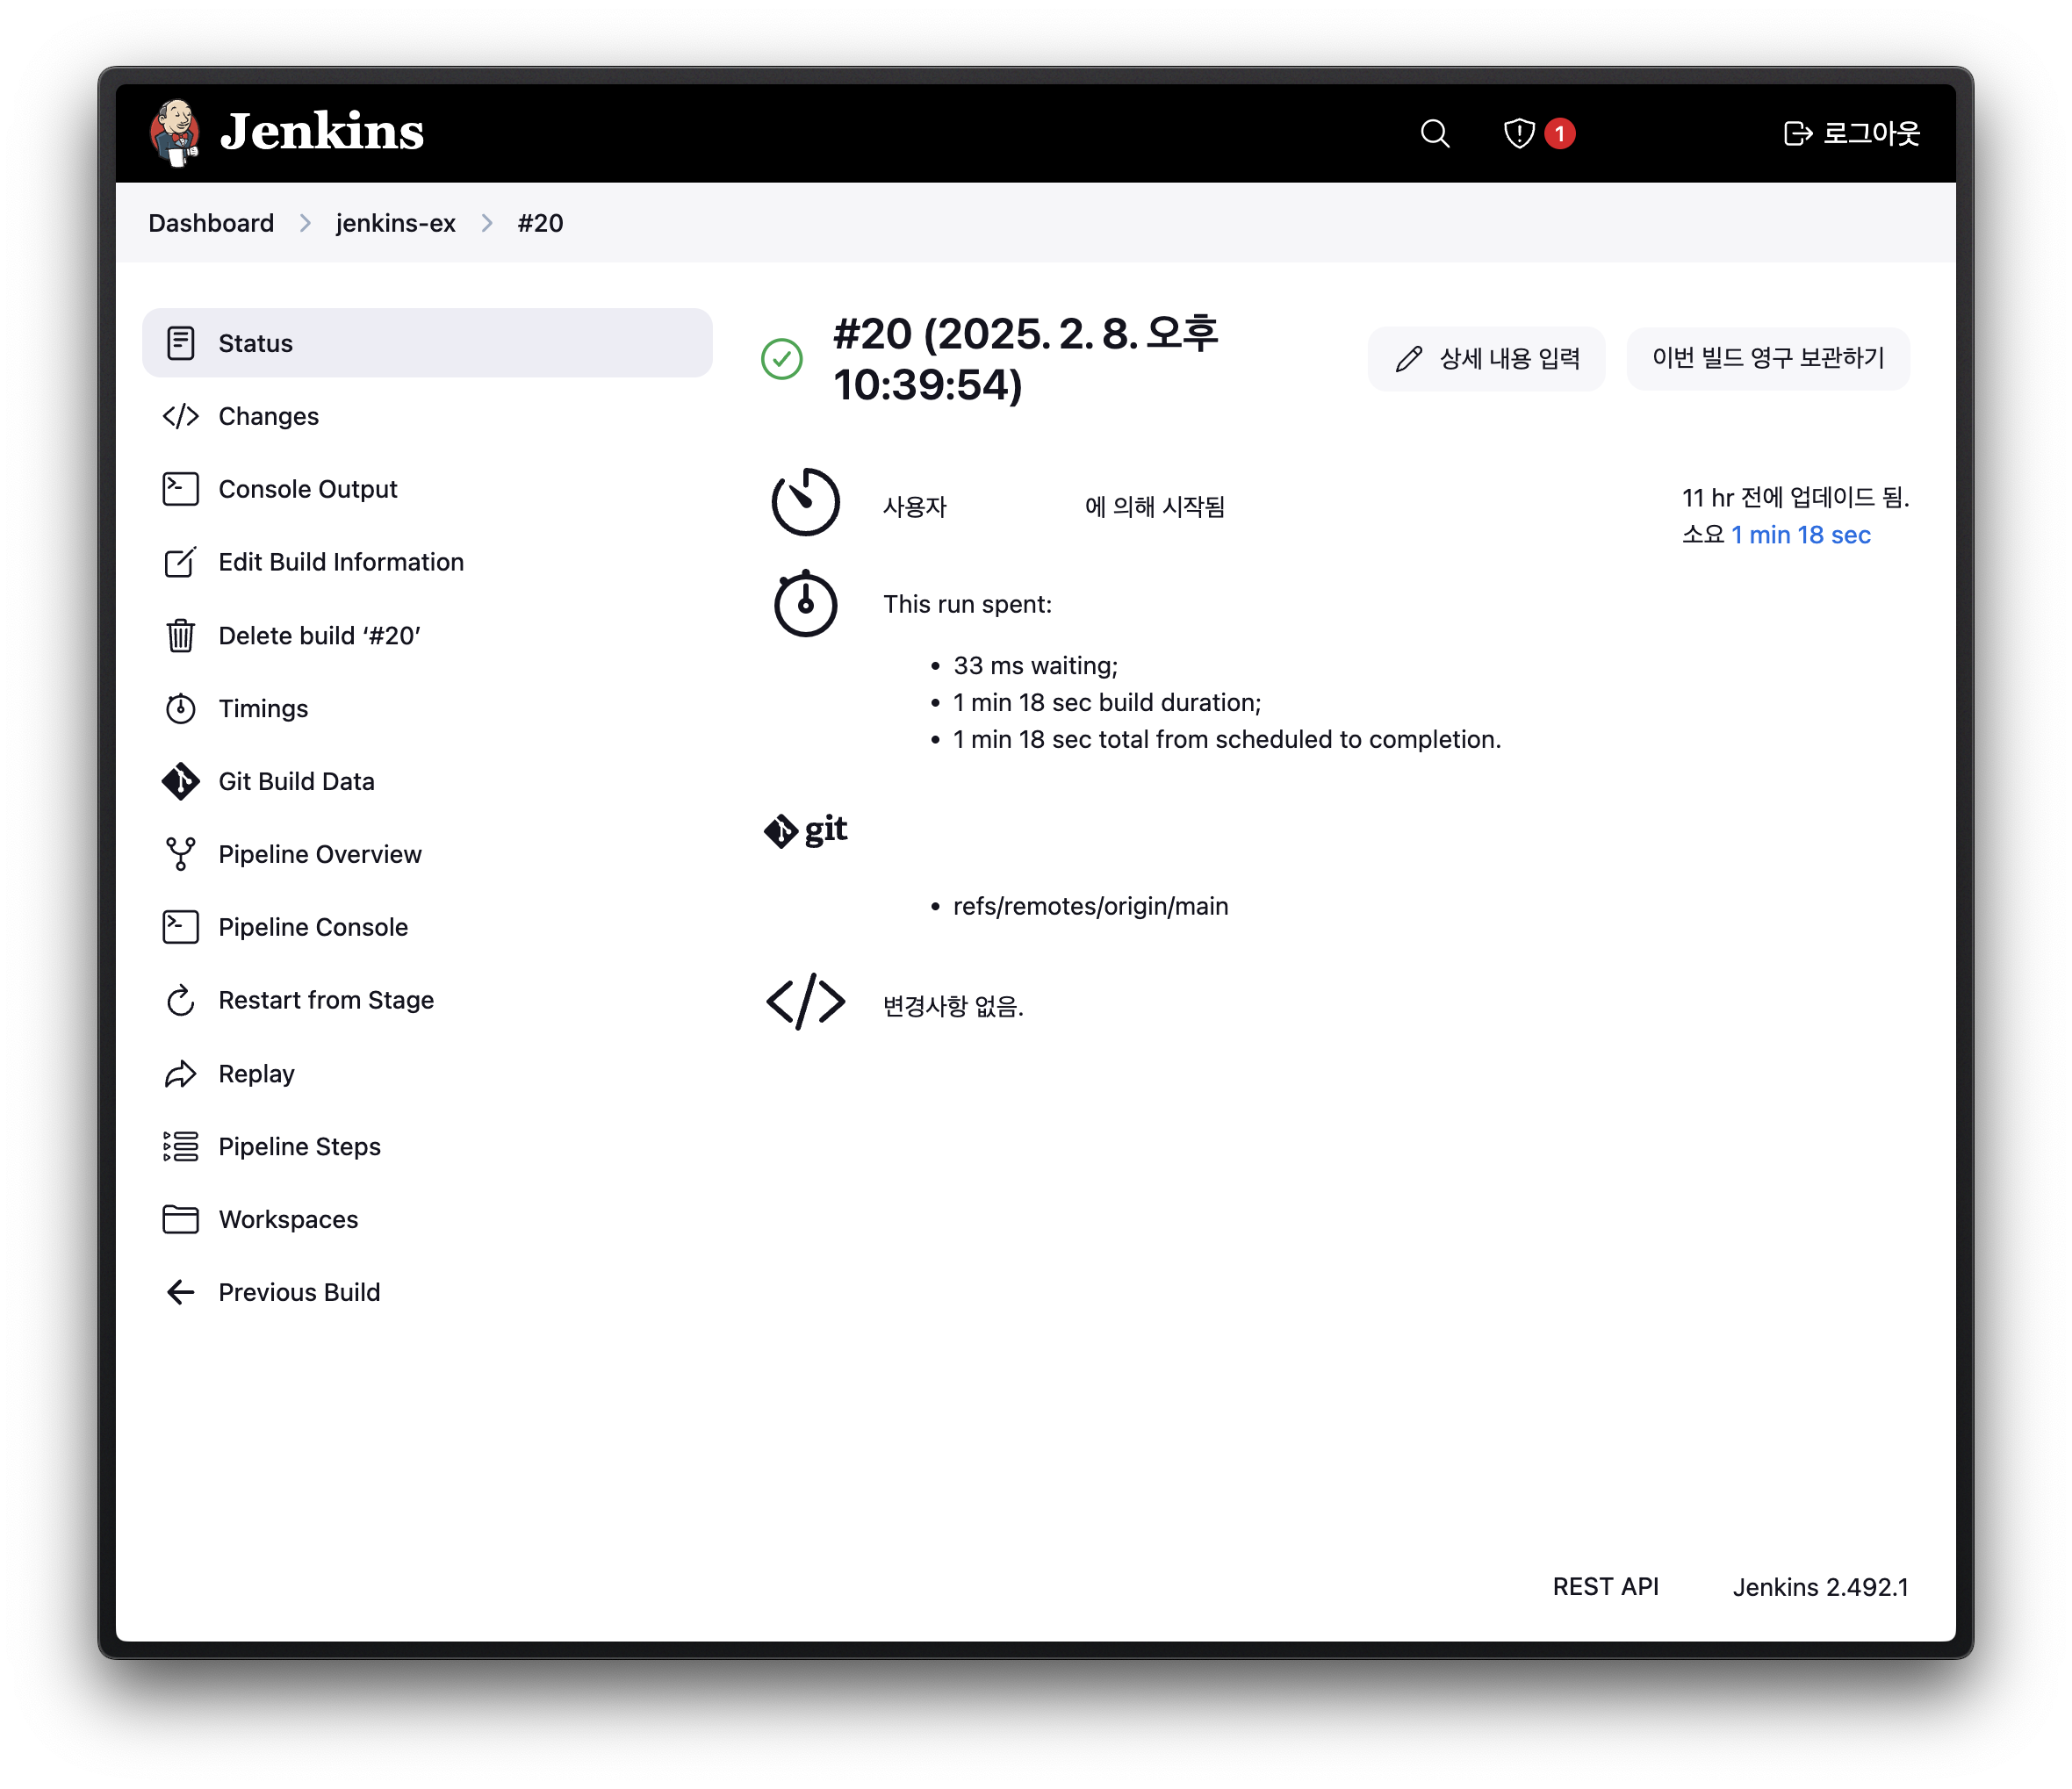 Jenkins
1
로그아웃
Dashboard > jenkins-ex > #20
Status
Changes
Console Output
Edit Build Information
Delete build ‘#20’
Timings
Git Build Data
Pipeline Overview
Pipeline Console
Restart from Stage
Replay
Pipeline Steps
Workspaces
Previous Build
#20 (2025. 2. 8. 오후
10:39:54)
상세 내용 입력
이번 빌드 영구 보관하기
사용자 에 의해 시작됨
11 hr 전에 업데이드 됨.
소요 1 min 18 sec
This run spent:
• 33 ms waiting;
• 1 min 18 sec build duration;
• 1 min 18 sec total from scheduled to completion.
git
• refs/remotes/origin/main
변경사항 없음.
REST API
Jenkins 2.492.1